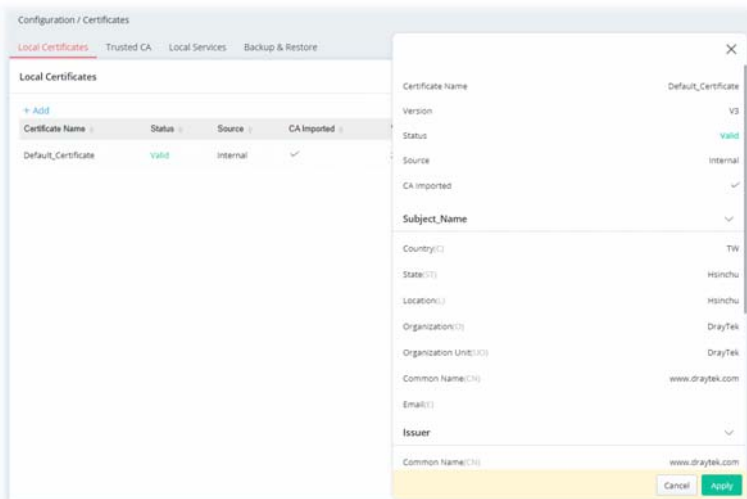 Configuration / Certificates
Local Certificates Trusted CA Local Services Backup & Restore
Local Certificates
+ Add
Certificate Name Status Source CA Imported
Default_Certificate Valid Internal
Certificate Name Default_Certificate
Version V3
Status Valid
Source Internal
CA Imported
Subject_Name
Country(C) TW
State(ST) Hsinchu
Location(L) Hsinchu
Organization(O) DrayTek
Organization Unit(UO) DrayTek
Common Name(CN) www.draytek.com
Email(E)
Issuer
Common Name(CN) www.draytek.com
Cancel Apply